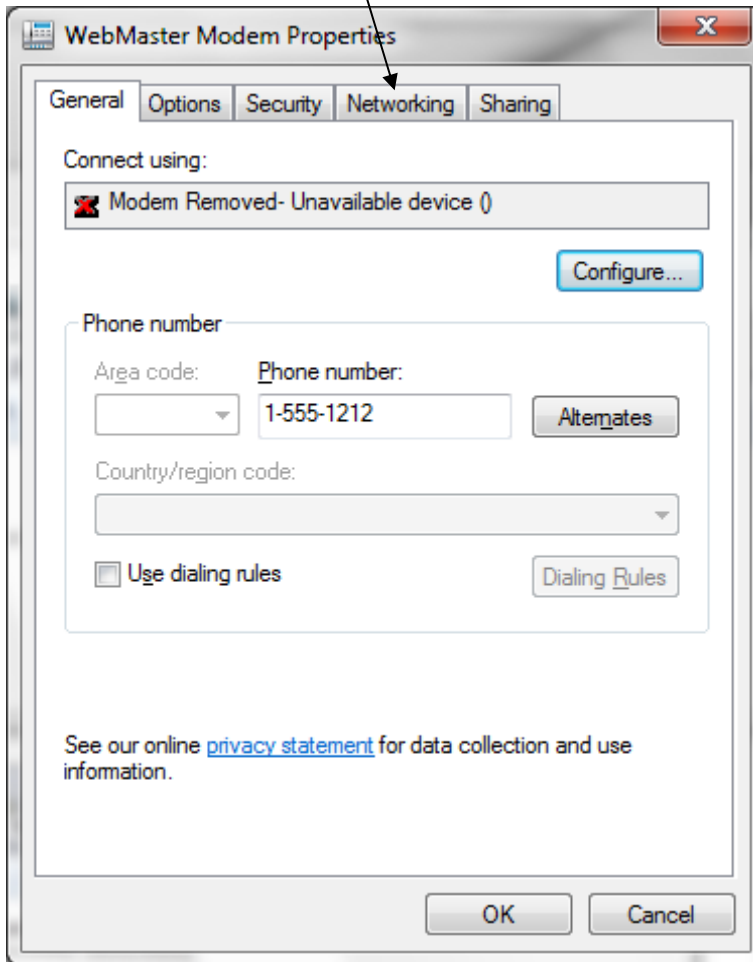 WebMaster Modem Properties
General Options Security Networking Sharing
Connect using:
Modem Removed- Unavailable device ()
Configure...
Phone number
Area code: Phone number:
1-555-1212 Alternates
Country/region code:
Use dialing rules Dialing Rules
See our online privacy statement for data collection and use
information.
OK Cancel